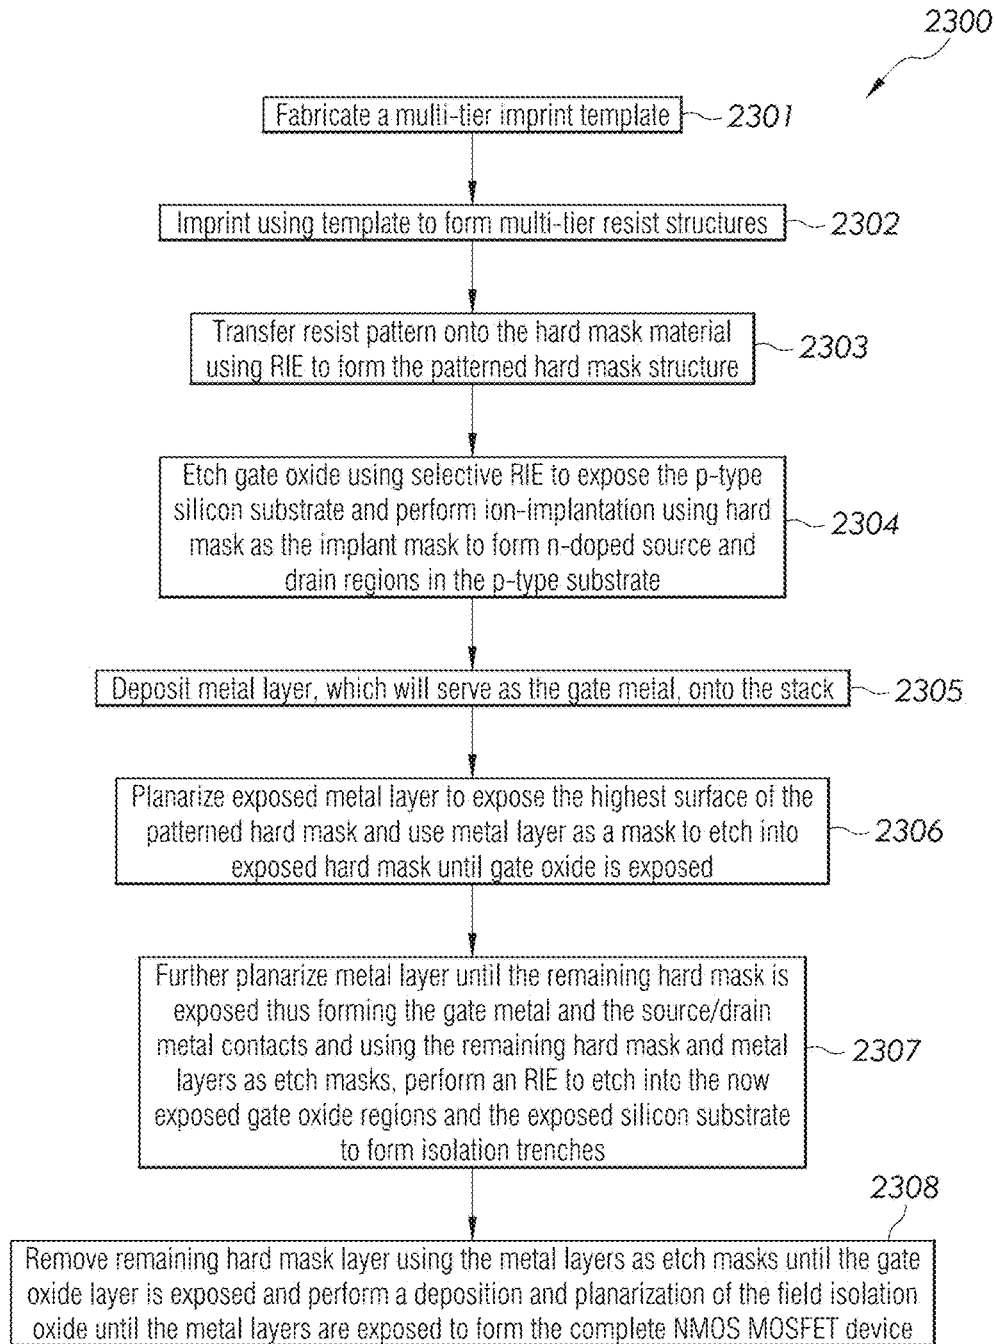 2300
Fabricate a multi-tier imprint template
2301
Imprint using template to form multi-tier resist structures
2302
Transfer resist pattern onto the hard mask material
using RIE to form the patterned hard mask structure
2303
Etch gate oxide using selective RIE to expose the p-type
silicon substrate and perform ion-implantation using hard
mask as the implant mask to form n-doped source and
drain regions in the p-type substrate
2304
Deposit metal layer, which will serve as the gate metal, onto the stack
2305
Planarize exposed metal layer to expose the highest surface of the
patterned hard mask and use metal layer as a mask to etch into
exposed hard mask until gate oxide is exposed
2306
Further planarize metal layer until the remaining hard mask is
exposed thus forming the gate metal and the source/drain
metal contacts and using the remaining hard mask and metal
layers as etch masks, perform an RIE to etch into the now
exposed gate oxide regions and the exposed silicon substrate
to form isolation trenches
2307
2308
Remove remaining hard mask layer using the metal layers as etch masks until the gate
oxide layer is exposed and perform a deposition and planarization of the field isolation
oxide until the metal layers are exposed to form the complete NMOS MOSFET device